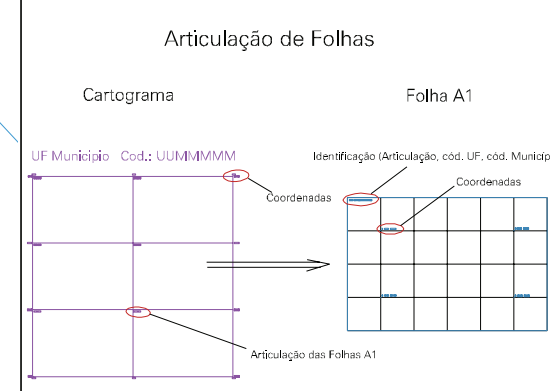 Articulação de Folhas
Cartograma
Folha A1
UF Municipio Cod.: UUMMMMM
Identificação (Articulação, cód. UF, cód. Municíp
Coordenadas
Coordenadas
Articulação das Folhas A1